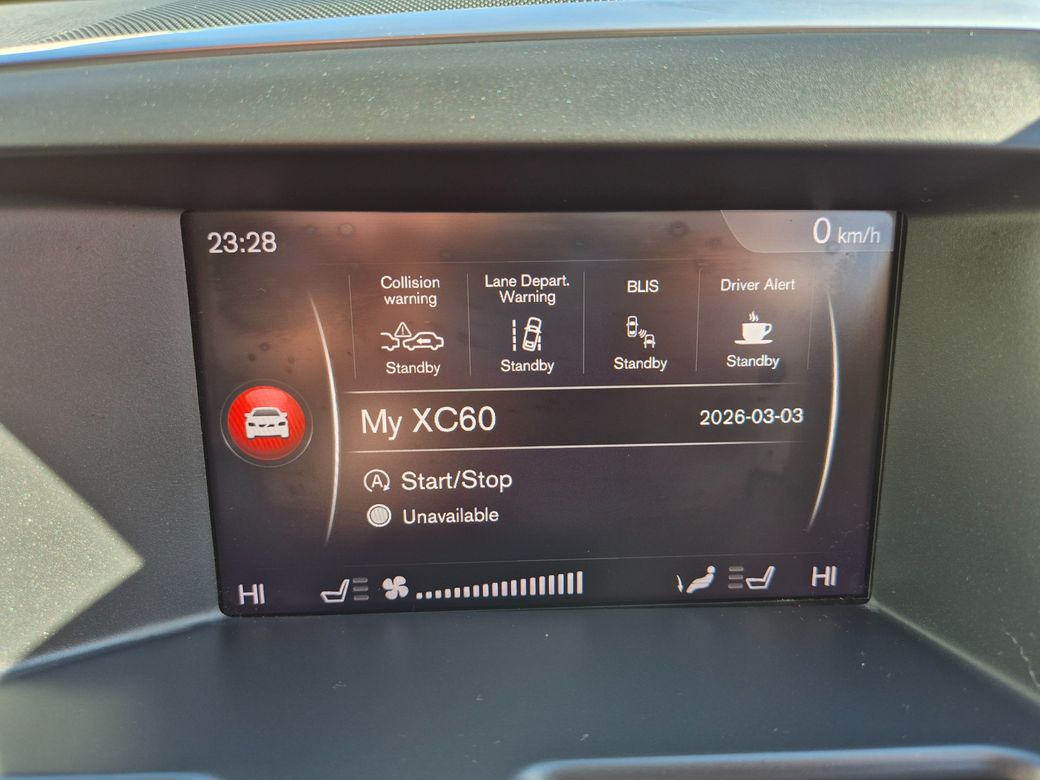 23:28
0 km/h
Collision
warning
Standby
Lane Depart.
Warning
Standby
BLIS
Standby
Driver Alert
Standby
My XC60
2026-03-03
A Start/Stop
Unavailable
HI
HI